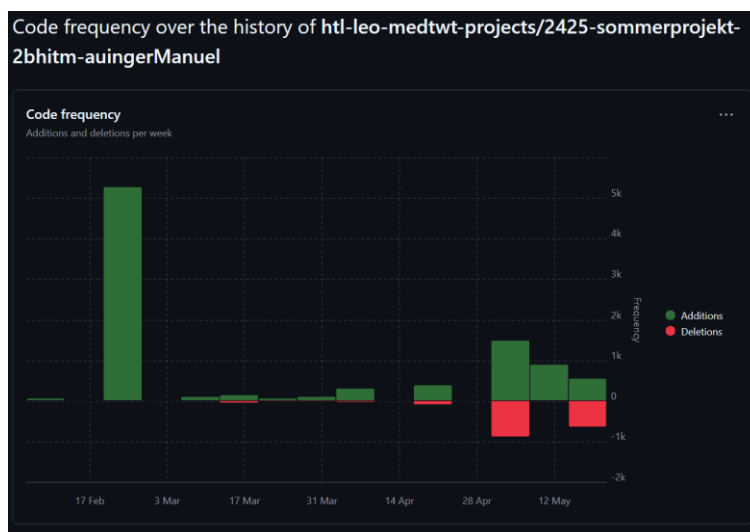 Code frequency over the history of htl-leo-medtwt-projects/2425-sommerprojekt-
2bhitm-auingerManuel
Code frequency
...
Additions and deletions per week
5k
4k
3k
2k
1k
0
-1k
-2k
Frequency
Additions
Deletions
17 Feb
3 Mar
17 Mar
31 Mar
14 Apr
28 Apr
12 May